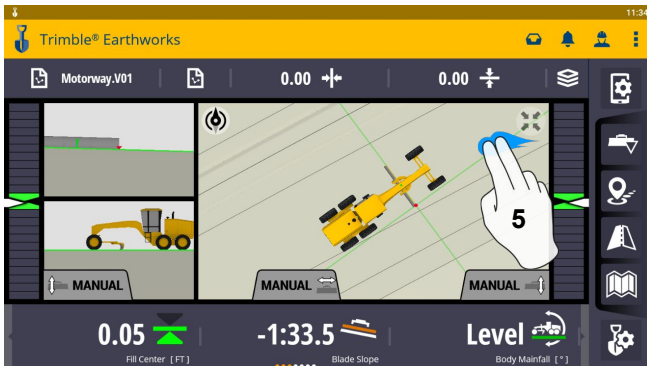 11:34
Trimble® Earthworks
Motorway.V01 0.00 0.00
5
MANUAL MANUAL MANUAL
0.05 -1:33.5 Level
Fill Center [FT] Blade Slope Body Mainfall [°]